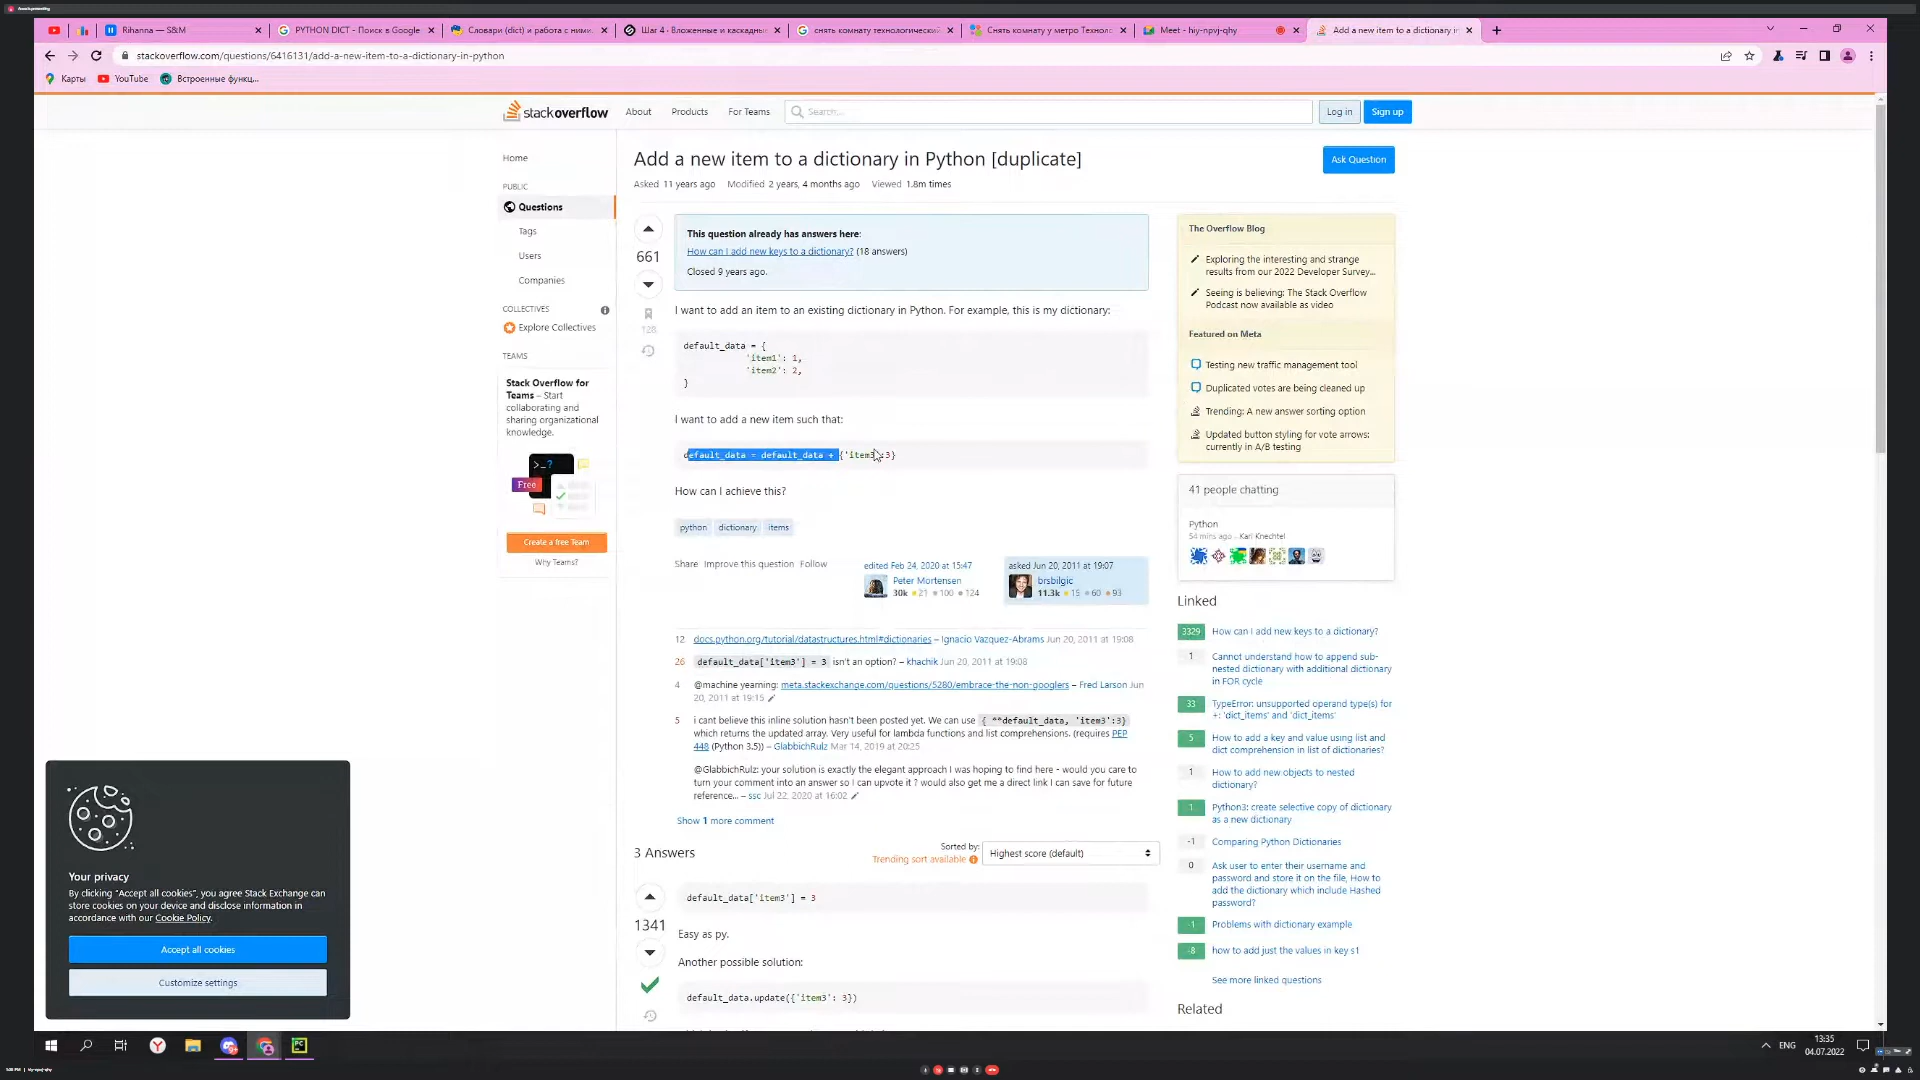 Rihanna — S&M
PYTHON DICT - Поиск в Google
Словари (dict) и работа с ними.
Шаг 4 · Вложенные и каскадные
снять комнату технологический
Снять комнату у метро Технол
Meet - hiy-npvj-qhy
Add a new item to a dictionary in
stackoverflow.com/questions/6416131/add-a-new-item-to-a-dictionary-in-python
Карты
YouTube
Встроенные функц...
stackoverflow
About
Products
For Teams
Search...
Log in
Sign up
Home
PUBLIC
Questions
Tags
Users
Companies
COLLECTIVES
Explore Collectives
TEAMS
Stack Overflow for
Teams – Start
collaborating and
sharing organizational
knowledge.
Free
Create a free Team
Why Teams?
Add a new item to a dictionary in Python [duplicate]
Ask Question
Asked 11 years ago Modified 2 years, 4 months ago Viewed 1.8m times
661
128
This question already has answers here:
How can I add new keys to a dictionary? (18 answers)
Closed 9 years ago.
I want to add an item to an existing dictionary in Python. For example, this is my dictionary:
default_data = {
'item1': 1,
'item2': 2,
}
I want to add a new item such that:
default_data = default_data + {'item3':3}
How can I achieve this?
python dictionary items
Share Improve this question Follow
edited Feb 24, 2020 at 15:47
Peter Mortensen
30k 21 100 124
asked Jun 20, 2011 at 19:07
brsbilgic
11.3k 15 60 93
12 docs.python.org/tutorial/datastructures.html#dictionaries – Ignacio Vazquez-Abrams Jun 20, 2011 at 19:08
26 default_data['item3'] = 3 isn't an option? – khachik Jun 20, 2011 at 19:08
4 @machine yearning: meta.stackexchange.com/questions/5280/embrace-the-non-googlers – Fred Larson Jun
20, 2011 at 19:15
5 i cant believe this inline solution hasn't been posted yet. We can use { **default_data, 'item3':3}
which returns the updated array. Very useful for lambda functions and list comprehensions. (requires PEP
448 (Python 3.5)) – GlabbichRulz Mar 14, 2019 at 20:25
@GlabbichRulz: your solution is exactly the elegant approach I was hoping to find here - would you care to
turn your comment into an answer so I can upvote it ? would also get me a direct link I can save for future
reference... – ssc Jul 22, 2020 at 16:02
Show 1 more comment
3 Answers
Sorted by:
Trending sort available
Highest score (default)
1341
default_data['item3'] = 3
Easy as py.
Another possible solution:
default_data.update({'item3': 3})
The Overflow Blog
Exploring the interesting and strange
results from our 2022 Developer Survey...
Seeing is believing: The Stack Overflow
Podcast now available as video
Featured on Meta
Testing new traffic management tool
Duplicated votes are being cleaned up
Trending: A new answer sorting option
Updated button styling for vote arrows:
currently in A/B testing
41 people chatting
Python
54 mins ago – Karl Knechtel
Linked
3329 How can I add new keys to a dictionary?
1 Cannot understand how to append sub-
nested dictionary with additional dictionary
in FOR cycle
33 TypeError: unsupported operand type(s) for
+: 'dict_items' and 'dict_items'
5 How to add a key and value using list and
dict comprehension in list of dictionaries?
1 How to add new objects to nested
dictionary?
1 Python3: create selective copy of dictionary
as a new dictionary
-1 Comparing Python Dictionaries
0 Ask user to enter their username and
password and store it on the file, How to
add the dictionary which include Hashed
password?
-1 Problems with dictionary example
-8 how to add just the values in key s1
See more linked questions
Related
Your privacy
By clicking "Accept all cookies", you agree Stack Exchange can
store cookies on your device and disclose information in
accordance with our Cookie Policy.
Accept all cookies
Customize settings
ENG
13:35
04.07.2022